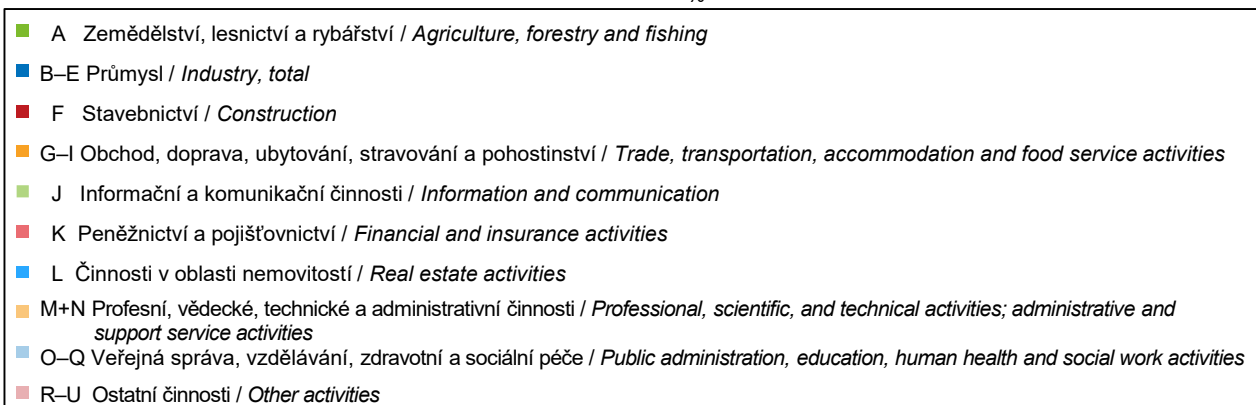 %
A Zemědělství, lesnictví a rybářství / Agriculture, forestry and fishing
B–E Průmysl / Industry, total
F Stavebnictví / Construction
G–I Obchod, doprava, ubytování, stravování a pohostinství / Trade, transportation, accommodation and food service activities
J Informační a komunikační činnosti / Information and communication
K Peněžnictví a pojišťovnictví / Financial and insurance activities
L Činnosti v oblasti nemovitostí / Real estate activities
M+N Profesní, vědecké, technické a administrativní činnosti / Professional, scientific, and technical activities; administrative and
support service activities
O–Q Veřejná správa, vzdělávání, zdravotní a sociální péče / Public administration, education, human health and social work activities
R–U Ostatní činnosti / Other activities